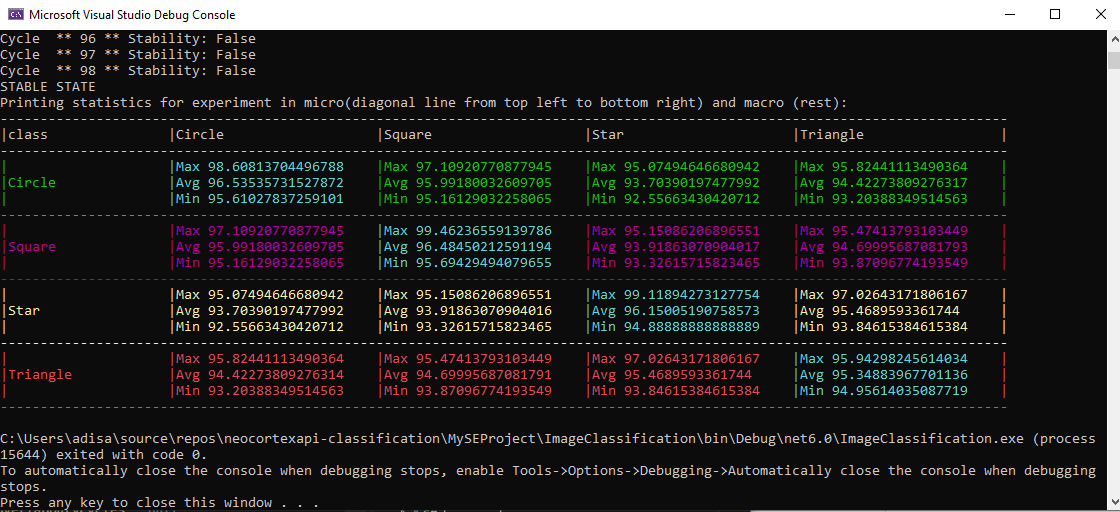 Microsoft Visual Studio Debug Console
Cycle  ** 96 ** Stability: False
Cycle  ** 97 ** Stability: False
Cycle  ** 98 ** Stability: False
STABLE STATE
Printing statistics for experiment in micro(diagonal line from top left to bottom right) and macro (rest):
|class |Circle |Square |Star |Triangle |
| |Max 98.60813704496788 |Max 97.10920770877945 |Max 95.07494646680942 |Max 95.82441113490364 |
|Circle |Avg 96.53535731527872 |Avg 95.99180032609705 |Avg 93.70390197477992 |Avg 94.42273809276317 |
| |Min 95.61027837259101 |Min 95.16129032258065 |Min 92.55663430420712 |Min 93.20388349514563 |
| |Max 97.10920770877945 |Max 99.46236559139786 |Max 95.15086206896551 |Max 95.47413793103449 |
|Square |Avg 95.99180032609705 |Avg 96.48450212591194 |Avg 93.91863070904017 |Avg 94.69995687081793 |
| |Min 95.16129032258065 |Min 95.69429494079655 |Min 93.32615715823465 |Min 93.87096774193549 |
| |Max 95.07494646680942 |Max 95.15086206896551 |Max 99.11894273127754 |Max 97.02643171806167 |
|Star |Avg 93.70390197477992 |Avg 93.91863070904016 |Avg 96.15005190758573 |Avg 95.4689593361744 |
| |Min 92.55663430420712 |Min 93.32615715823465 |Min 94.88888888888889 |Min 93.84615384615384 |
| |Max 95.82441113490364 |Max 95.47413793103449 |Max 97.02643171806167 |Max 95.94298245614034 |
|Triangle |Avg 94.42273809276314 |Avg 94.69995687081791 |Avg 95.4689593361744 |Avg 95.34883967701136 |
| |Min 93.20388349514563 |Min 93.87096774193549 |Min 93.84615384615384 |Min 94.95614035087719 |
C:\Users\adisa\source\repos\neocortexapi-classification\MySEProject\ImageClassification\bin\Debug\net6.0\ImageClassification.exe (process
15644) exited with code 0.
To automatically close the console when debugging stops, enable Tools->Options->Debugging->Automatically close the console when debugging
stops.
Press any key to close this window . . .